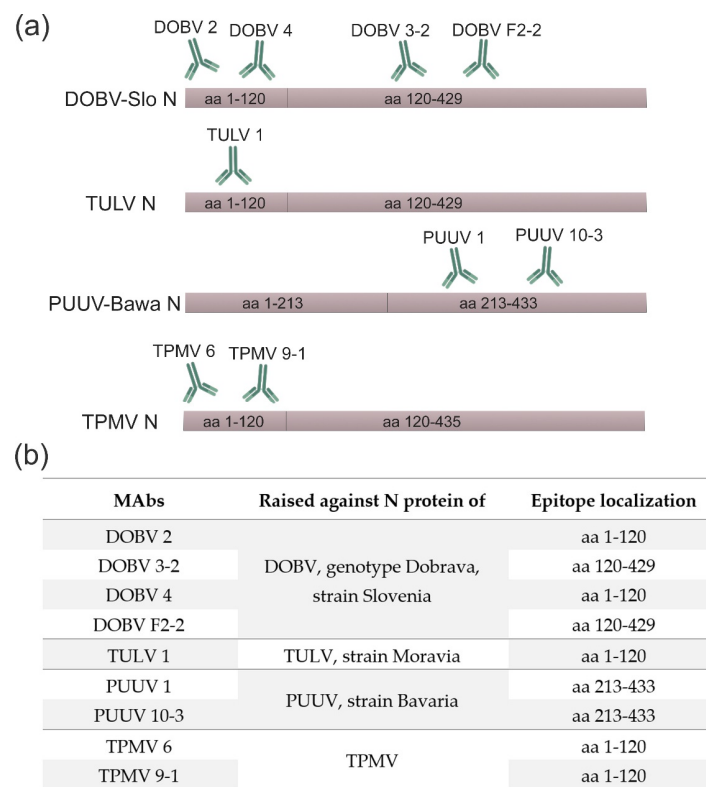 (a)
DOBV 2 DOBV 4 DOBV 3-2 DOBV F2-2
DOBV-Slo N aa 1-120 aa 120-429
TULV 1
TULV N aa 1-120 aa 120-429
PUUV 1 PUUV 10-3
PUUV-Bawa N aa 1-213 aa 213-433
TPMV 6 TPMV 9-1
TPMV N aa 1-120 aa 120-435
(b)
MAbs Raised against N protein of Epitope localization
DOBV 2 aa 1-120
DOBV 3-2 DOBV, genotype Dobrava, aa 120-429
DOBV 4 strain Slovenia aa 1-120
DOBV F2-2 aa 120-429
TULV 1 TULV, strain Moravia aa 1-120
PUUV 1 PUUV, strain Bavaria aa 213-433
PUUV 10-3 aa 213-433
TPMV 6 TPMV aa 1-120
TPMV 9-1 aa 1-120